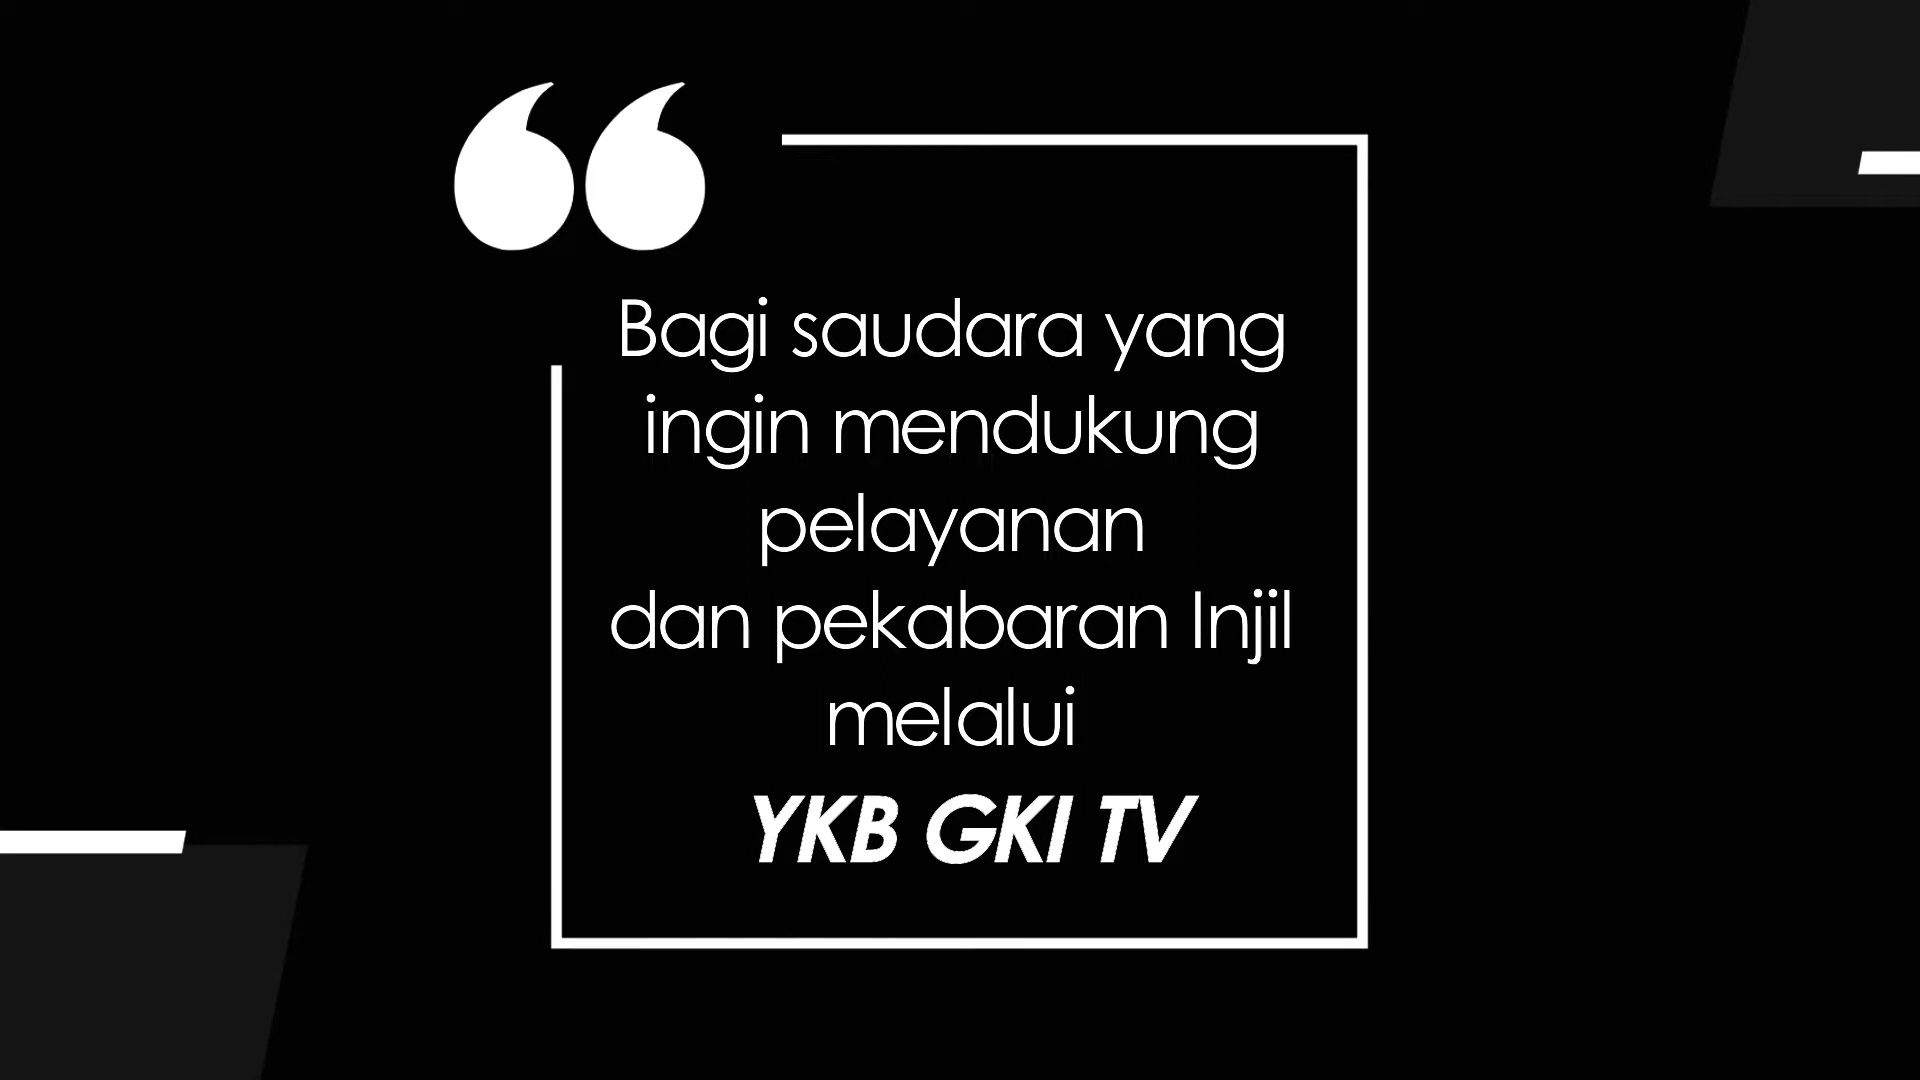 Bagi saudara yang
ingin mendukung
pelayanan
dan pekabaran Injil
melalui
YKB GKI TV